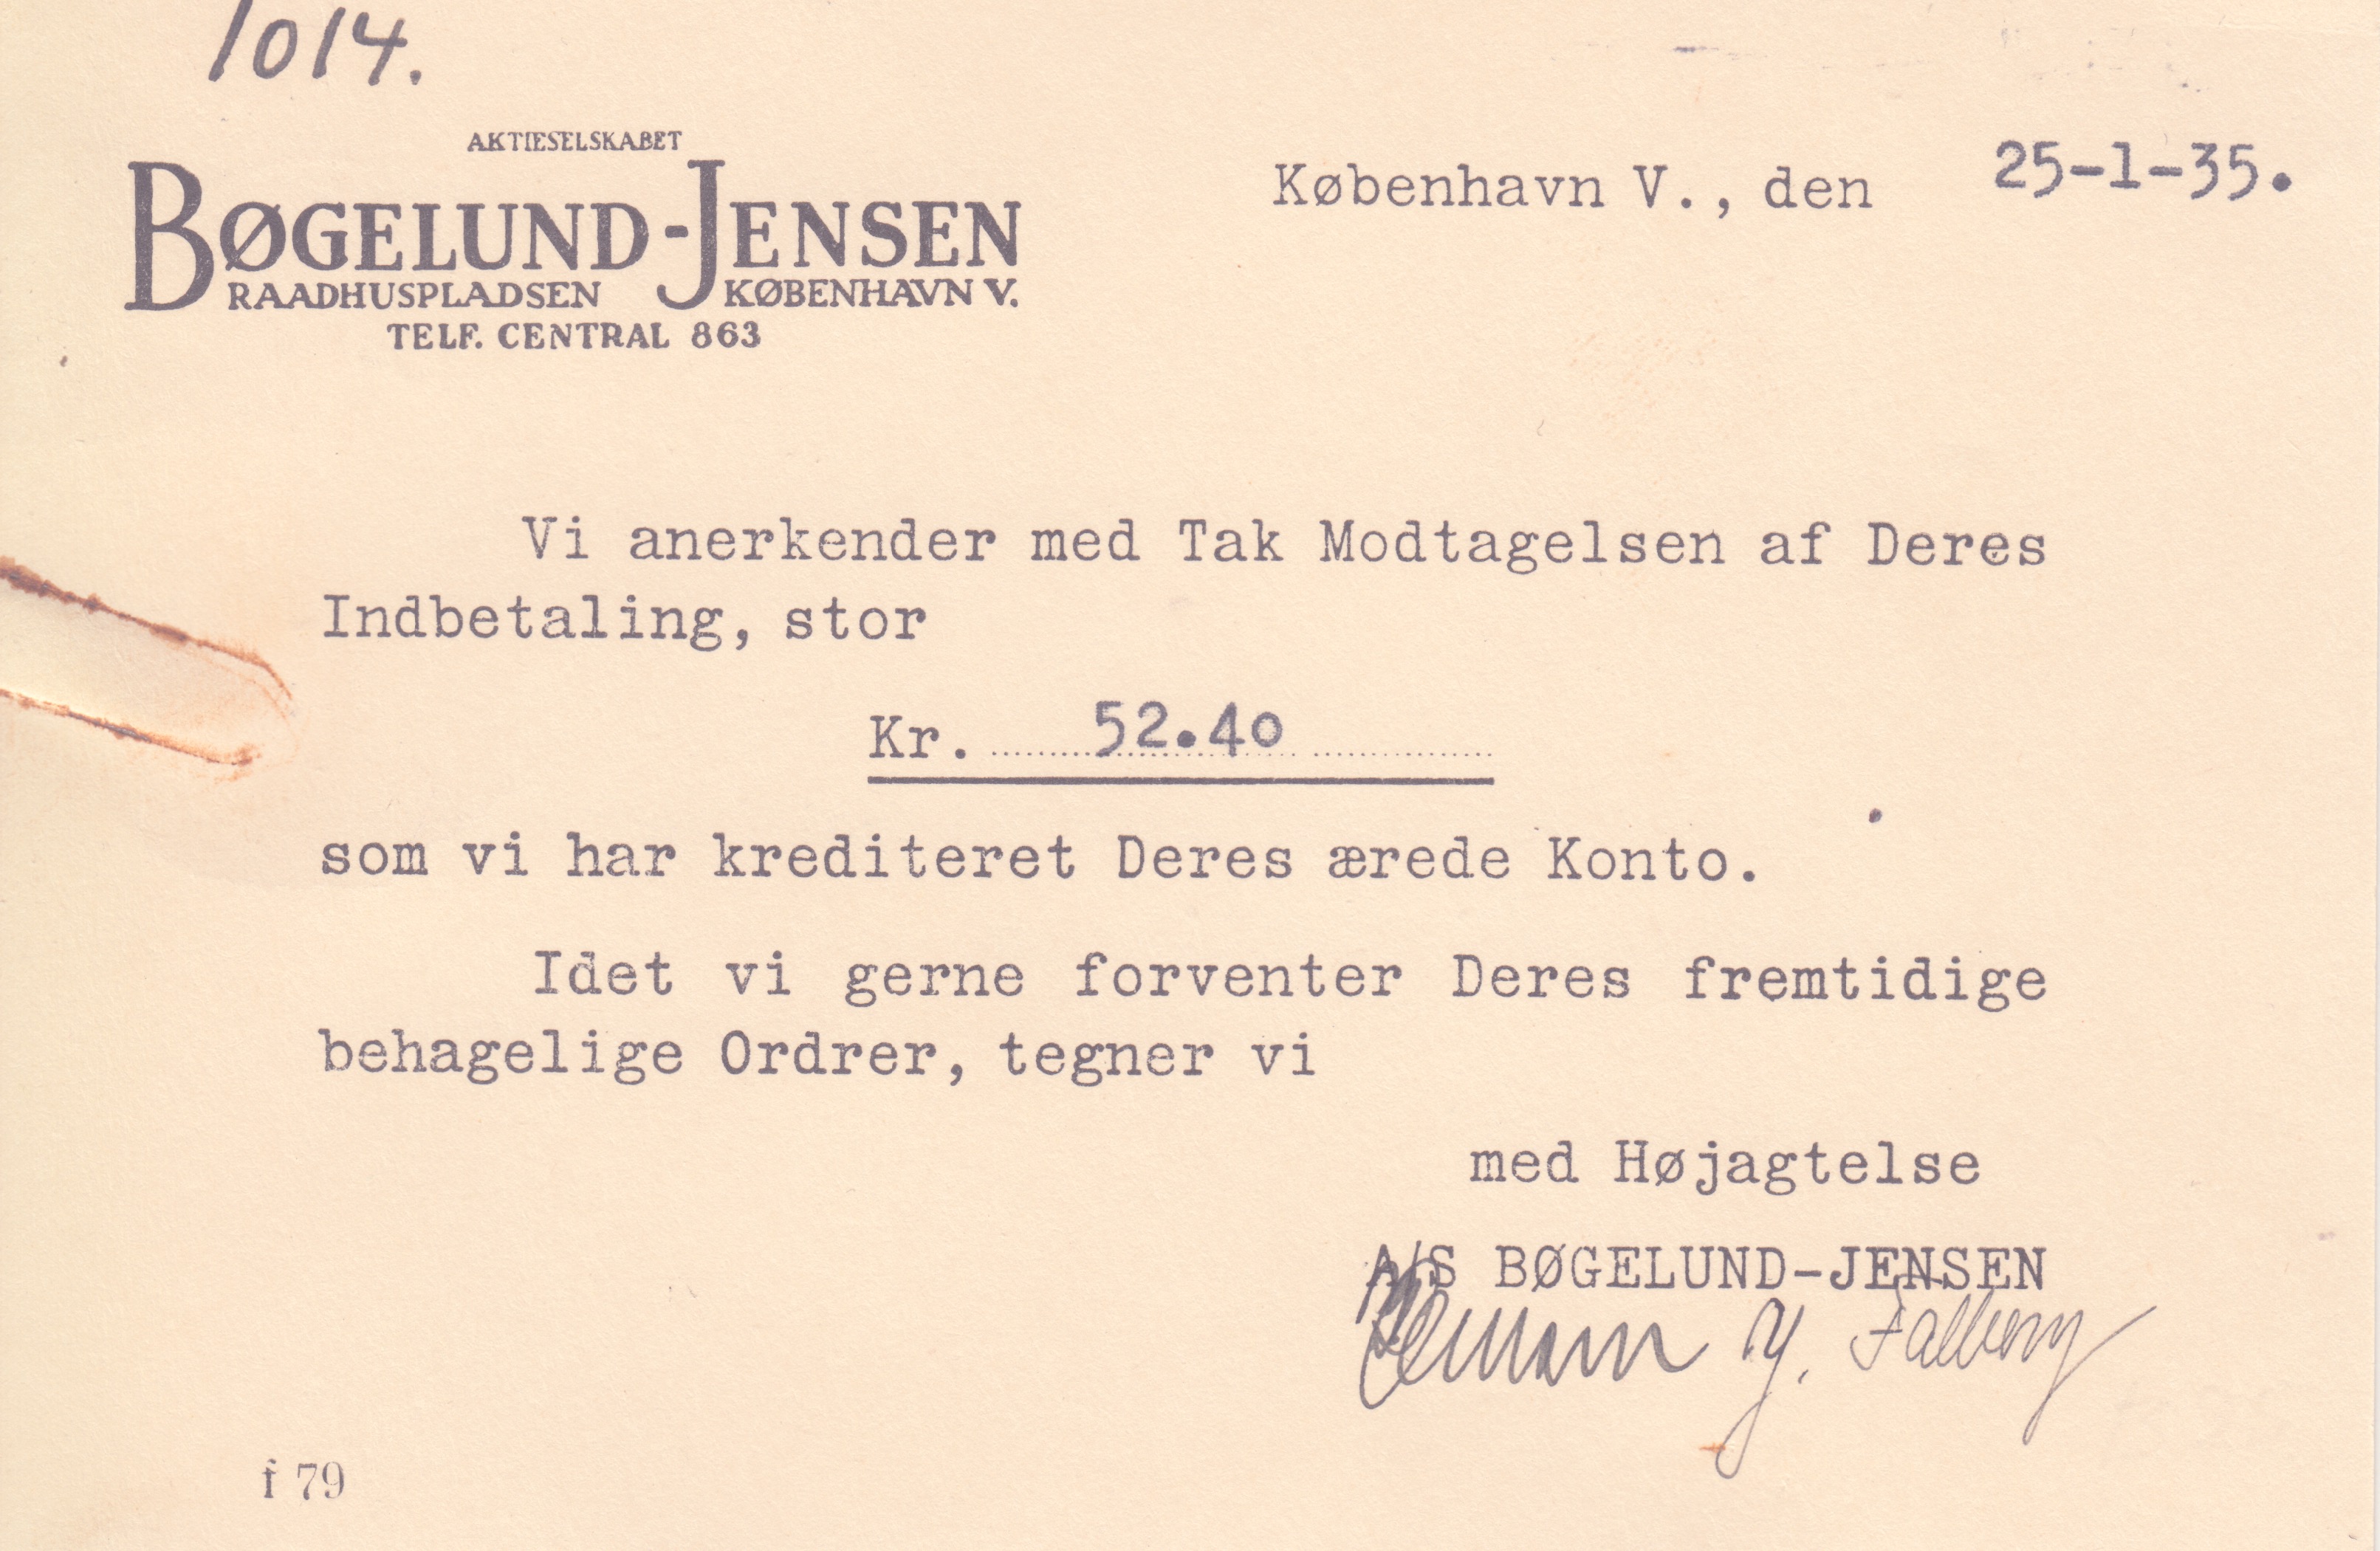 1014.
AKTIESELSKABET
BØGELUND-JENSEN
RAADHUSPLADSEN KØBENHAVN V.
TELF. CENTRAL 863
København V., den 25-1-35.
Vi anerkender med Tak Modtagelsen af Deres
Indbetaling, stor
Kr. 52.40
som vi har krediteret Deres ærede Konto.
Idet vi gerne forventer Deres fremtidige
behagelige Ordrer, tegner vi
med Højagtelse
A/S BØGELUND-JENSEN
f 79